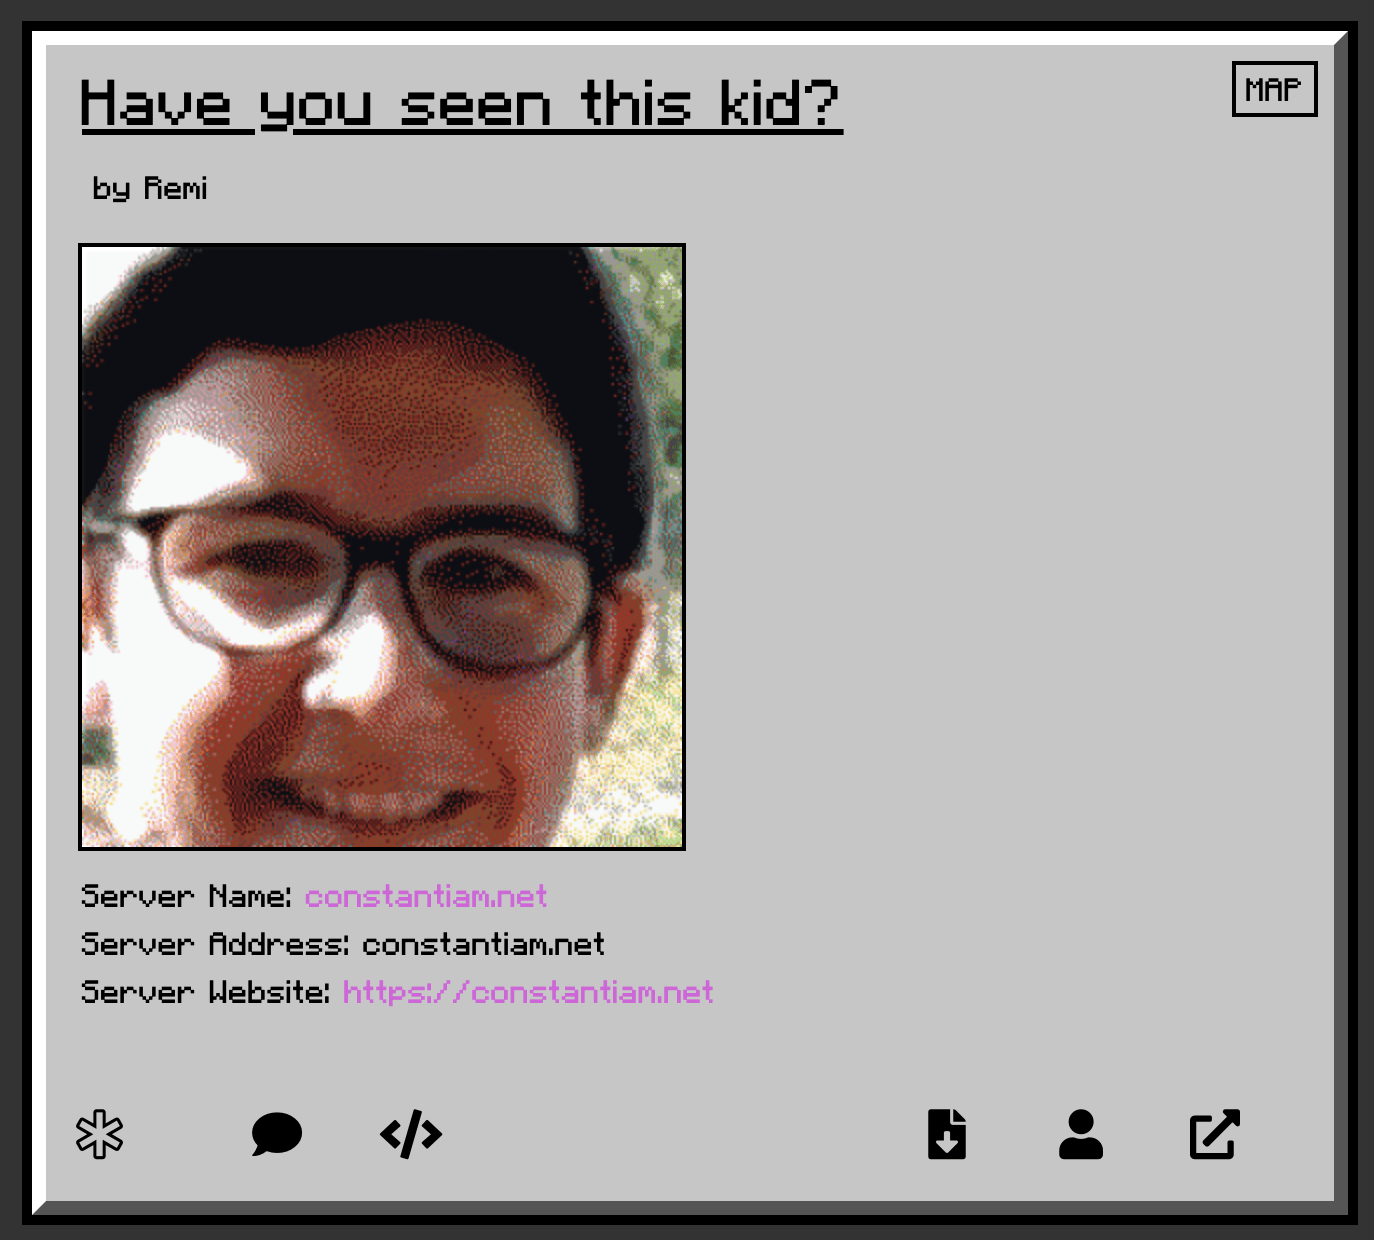 Have you seen this kid?
MAP
by Remi
Server Name: constantiam.net
Server Address: constantiam.net
Server Website: https://constantiam.net